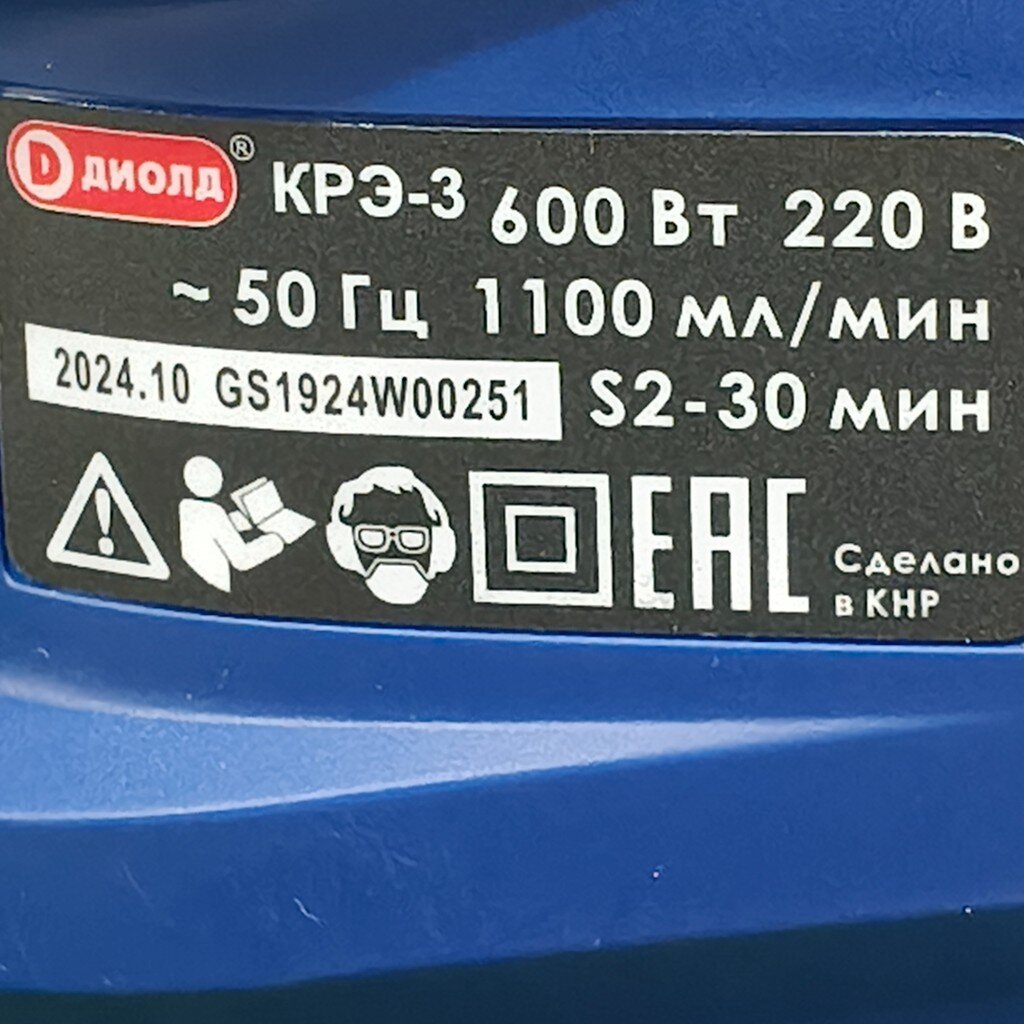 D ДИОЛД® КРЭ-3 600 Вт 220 В
~ 50 Гц 1100 мл/мин
2024.10 GS1924W00251 S2-30 мин
EAC Сделано
в КНР